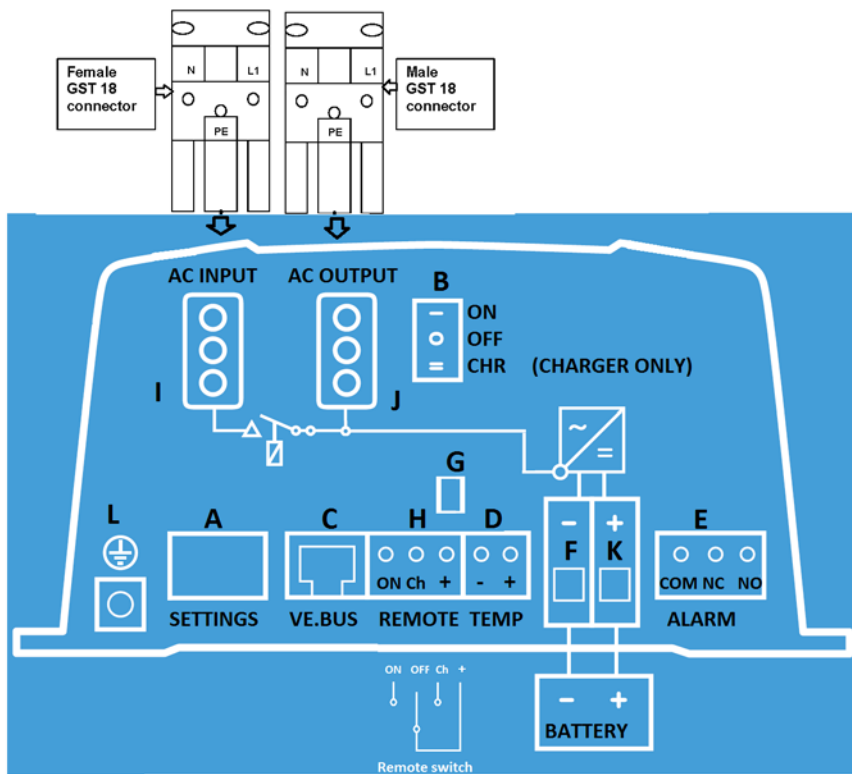 Female
GST 18
connector
N L1
PE
N L1
PE
Male
GST 18
connector
AC INPUT
AC OUTPUT
B
ON
OFF
CHR (CHARGER ONLY)
I
J
G
L
A
C
H
D
F
K
E
- +
ON Ch +
- +
COM NC NO
SETTINGS
VE.BUS
REMOTE
TEMP
ALARM
ON OFF Ch +
- +
BATTERY
Remote switch